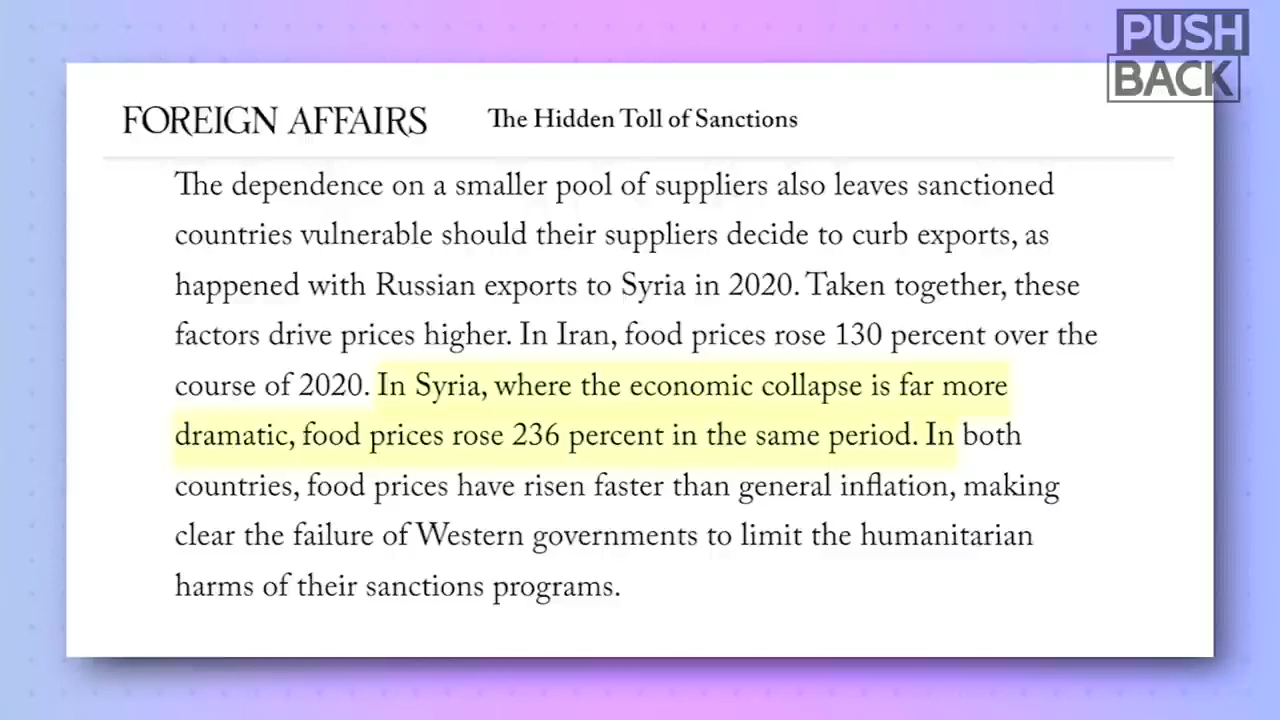 PUSH
BACK
FOREIGN AFFAIRS The Hidden Toll of Sanctions
The dependence on a smaller pool of suppliers also leaves sanctioned
countries vulnerable should their suppliers decide to curb exports, as
happened with Russian exports to Syria in 2020. Taken together, these
factors drive prices higher. In Iran, food prices rose 130 percent over the
course of 2020. In Syria, where the economic collapse is far more
dramatic, food prices rose 236 percent in the same period. In both
countries, food prices have risen faster than general inflation, making
clear the failure of Western governments to limit the humanitarian
harms of their sanctions programs.